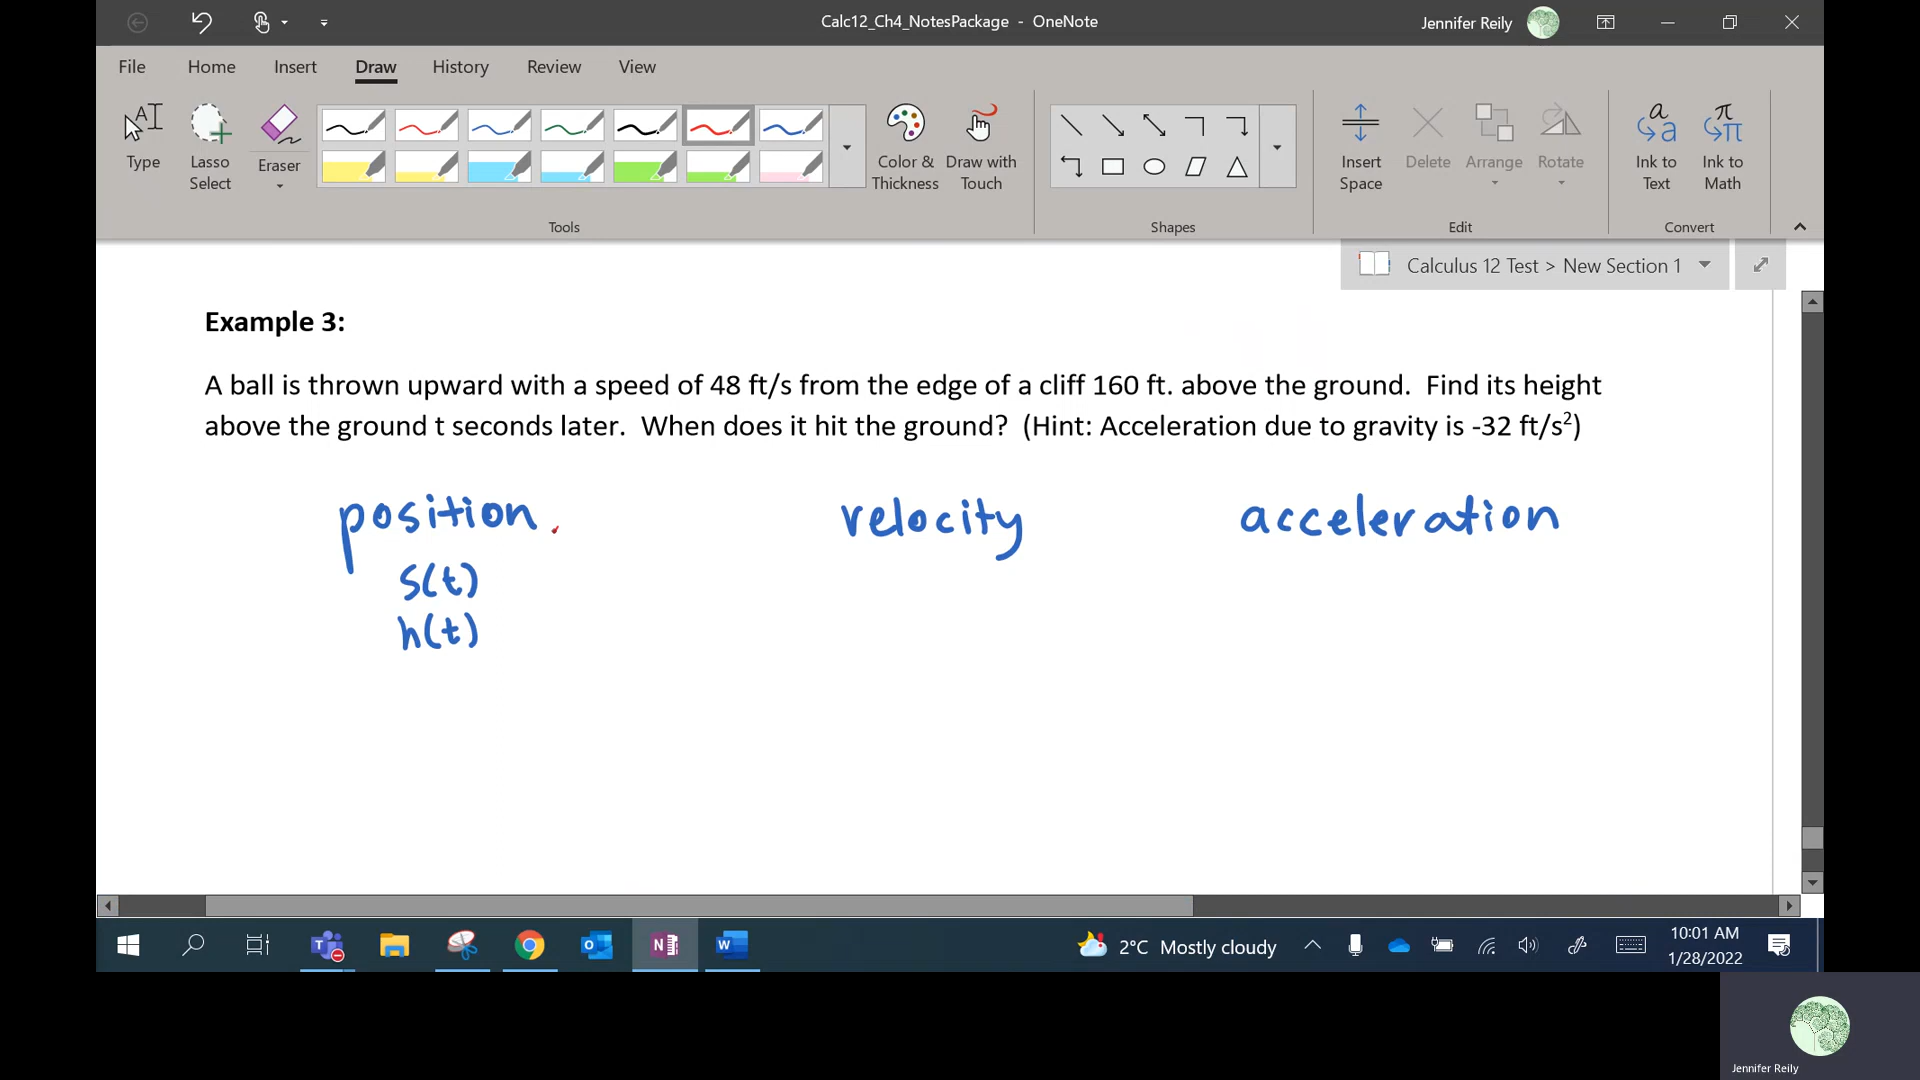 Calc12_Ch4_NotesPackage - OneNote
Jennifer Reily
File Home Insert Draw History Review View
Type
Lasso Select
Eraser
Color & Thickness
Draw with Touch
Insert Space
Delete
Arrange
Rotate
Ink to Text
Ink to Math
Tools
Shapes
Edit
Convert
Calculus 12 Test > New Section 1
Example 3:
A ball is thrown upward with a speed of 48 ft/s from the edge of a cliff 160 ft. above the ground. Find its height
above the ground t seconds later. When does it hit the ground? (Hint: Acceleration due to gravity is -32 ft/s²)
position velocity acceleration
s(t)
h(t)
2°C Mostly cloudy
10:01 AM
1/28/2022
Jennifer Reily